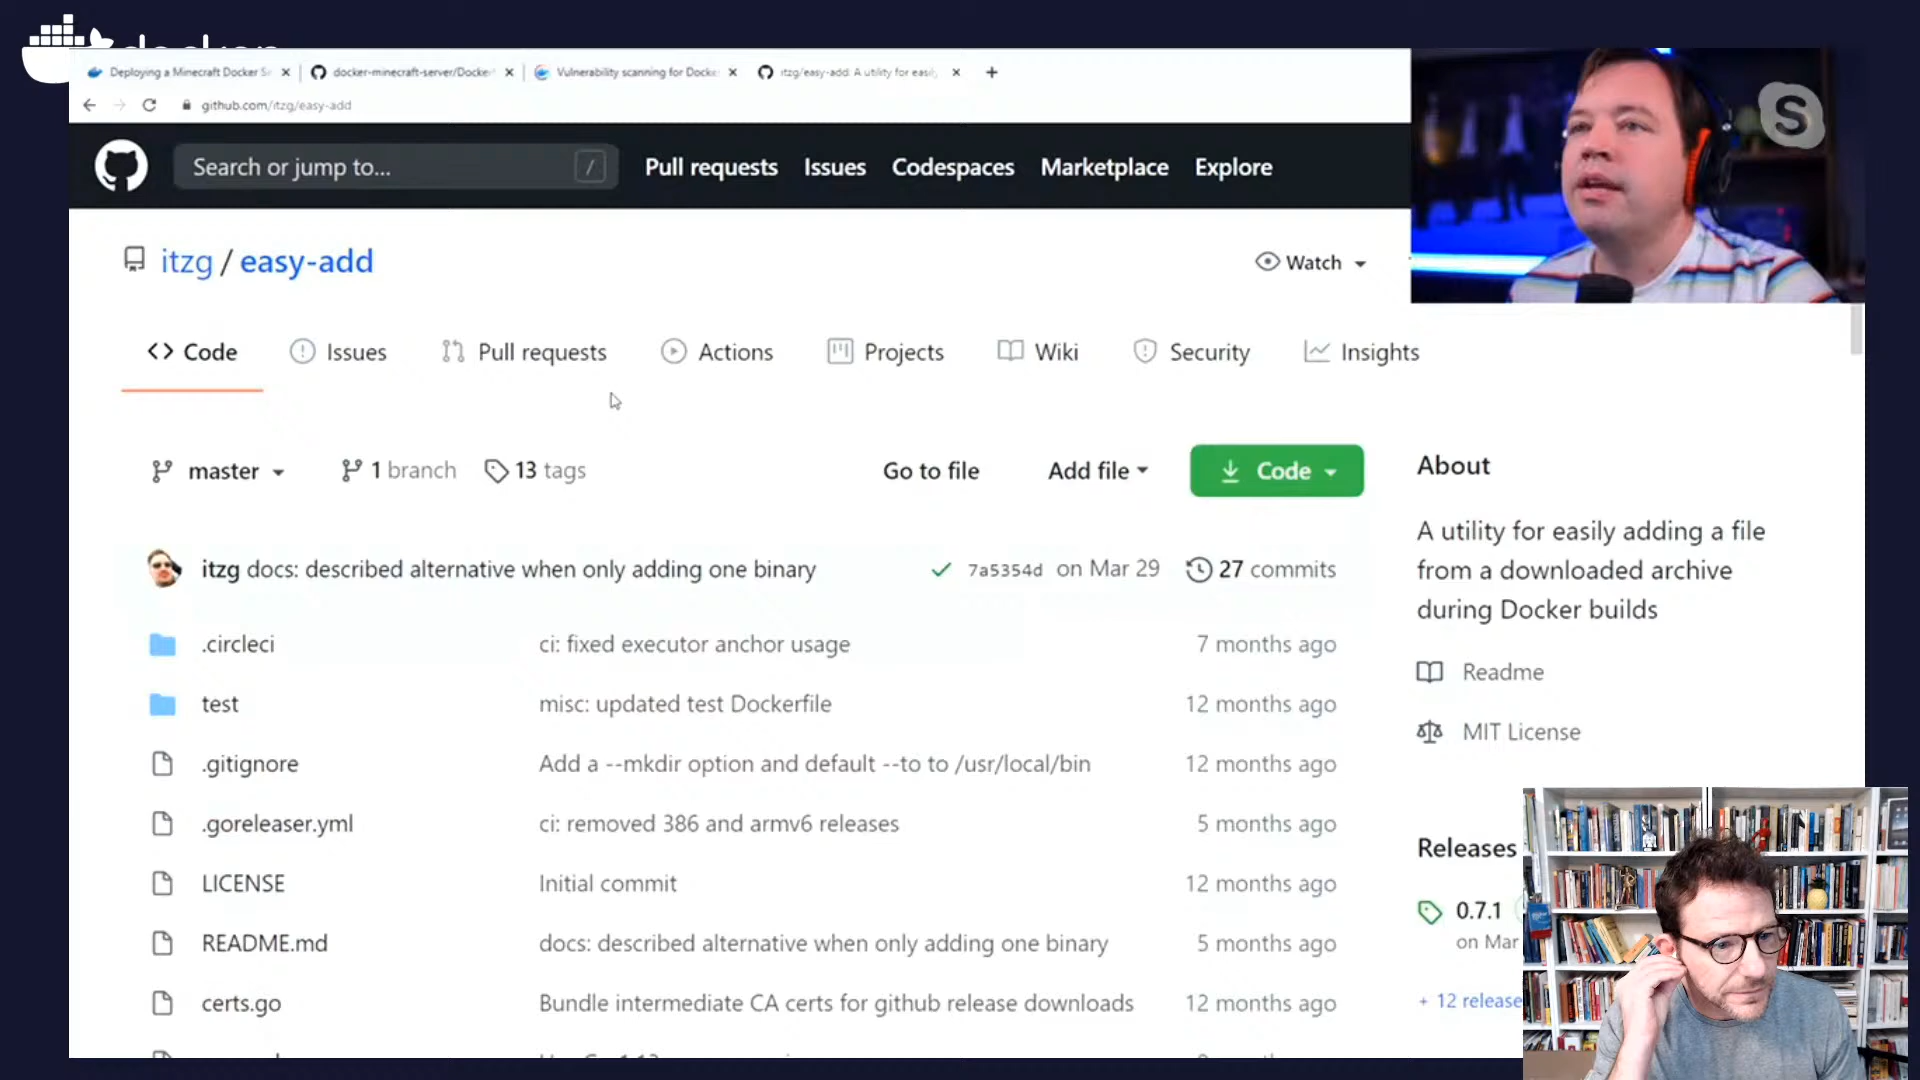 docker
Deploying a Minecraft Docker Se
docker-minecraft-server/Docker
Vulnerability scanning for Docke
itzg/easy-add: A utility for easily
github.com/itzg/easy-add
Search or jump to...
/
Pull requests
Issues
Codespaces
Marketplace
Explore
S
itzg / easy-add
Watch
Code
Issues
Pull requests
Actions
Projects
Wiki
Security
Insights
master
1 branch
13 tags
Go to file
Add file
Code
About
A utility for easily adding a file
from a downloaded archive
during Docker builds
Readme
MIT License
itzg docs: described alternative when only adding one binary
7a5354d on Mar 29
27 commits
.circleci
ci: fixed executor anchor usage
7 months ago
test
misc: updated test Dockerfile
12 months ago
.gitignore
Add a --mkdir option and default --to to /usr/local/bin
12 months ago
.goreleaser.yml
ci: removed 386 and armv6 releases
5 months ago
LICENSE
Initial commit
12 months ago
README.md
docs: described alternative when only adding one binary
5 months ago
certs.go
Bundle intermediate CA certs for github release downloads
12 months ago
Releases
0.7.1
on Mar
+ 12 release